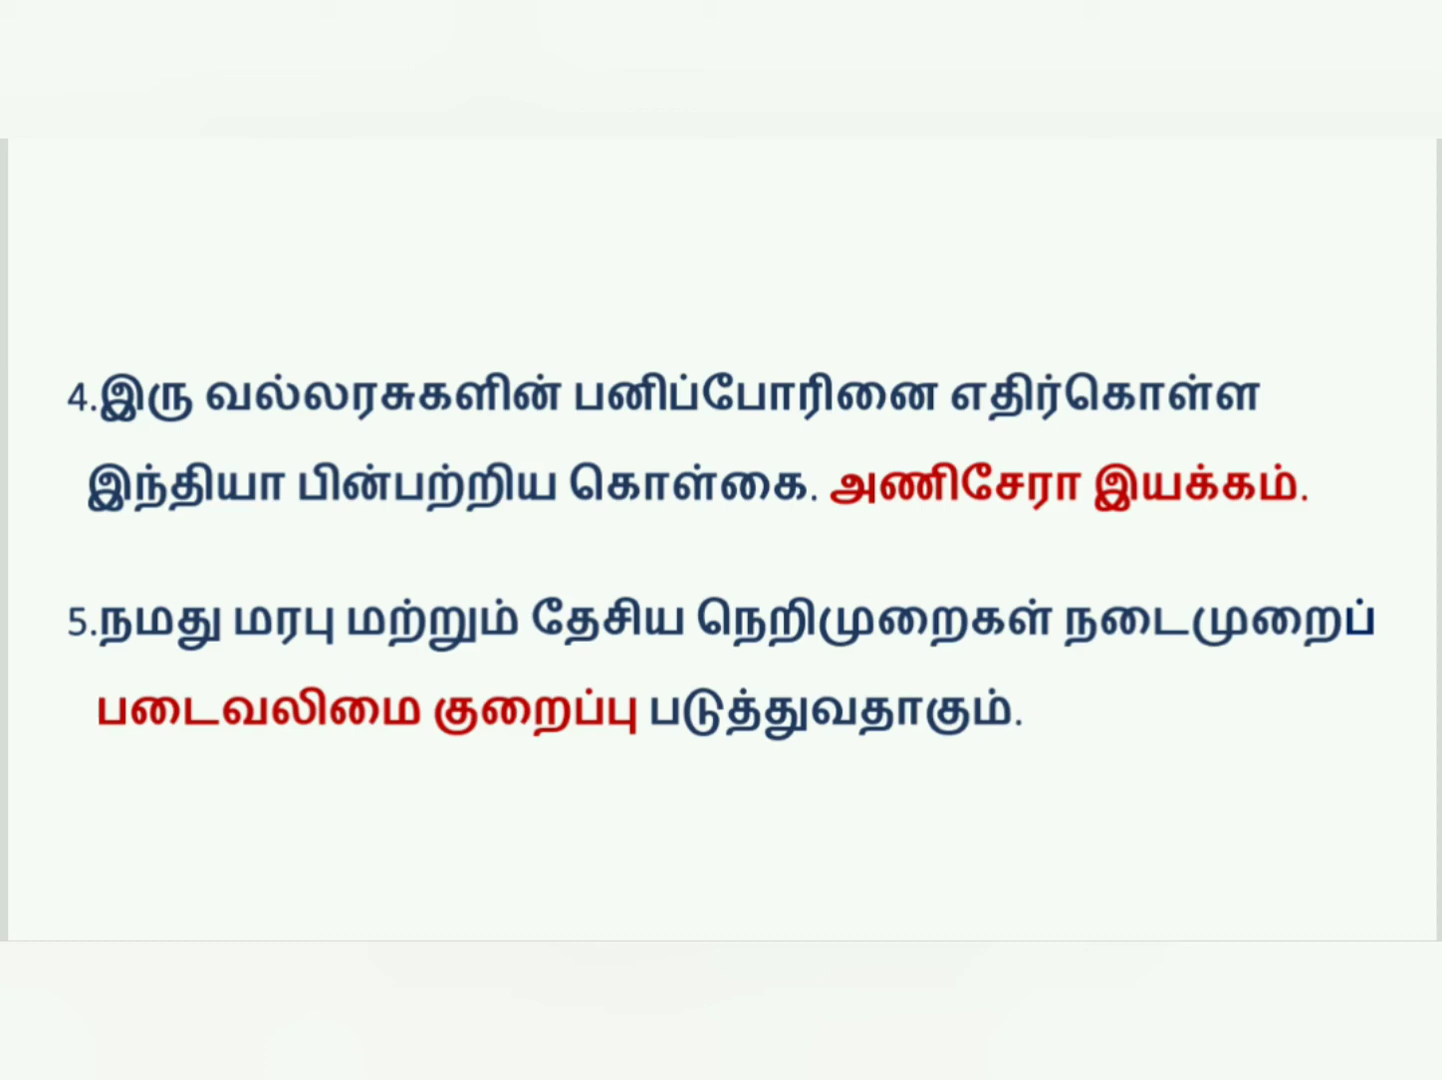 4.இரு வல்லரசுகளின் பனிப்போரினை எதிர்கொள்ள
இந்தியா பின்பற்றிய கொள்கை. அணிசேரா இயக்கம்.
5.நமது மரபு மற்றும் தேசிய நெறிமுறைகள் நடைமுறைப்
படைவலிமை குறைப்பு படுத்துவதாகும்.